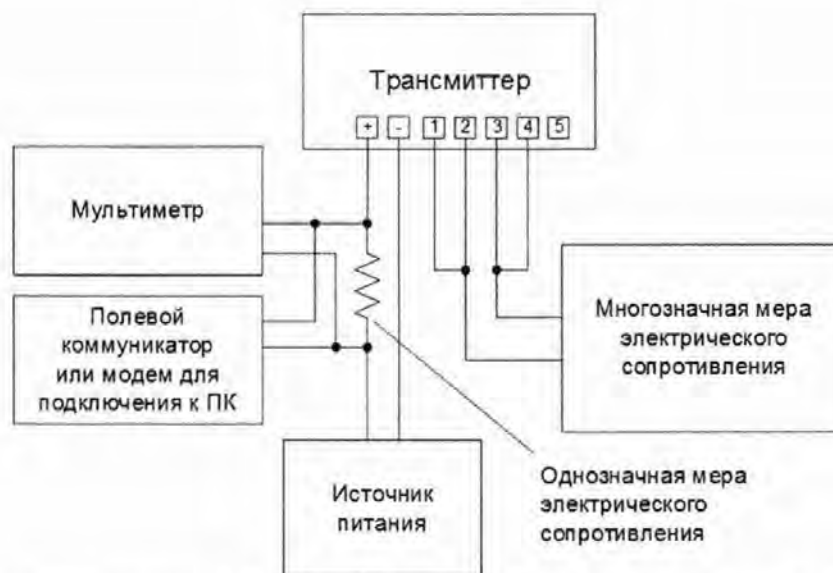 Трансмиттер
+ - 1 2 3 4 5
Мультиметр
Полевой
коммуникатор
или модем для
подключения к ПК
Многозначная мера
электрического
сопротивления
Источник
питания
Однозначная мера
электрического
сопротивления